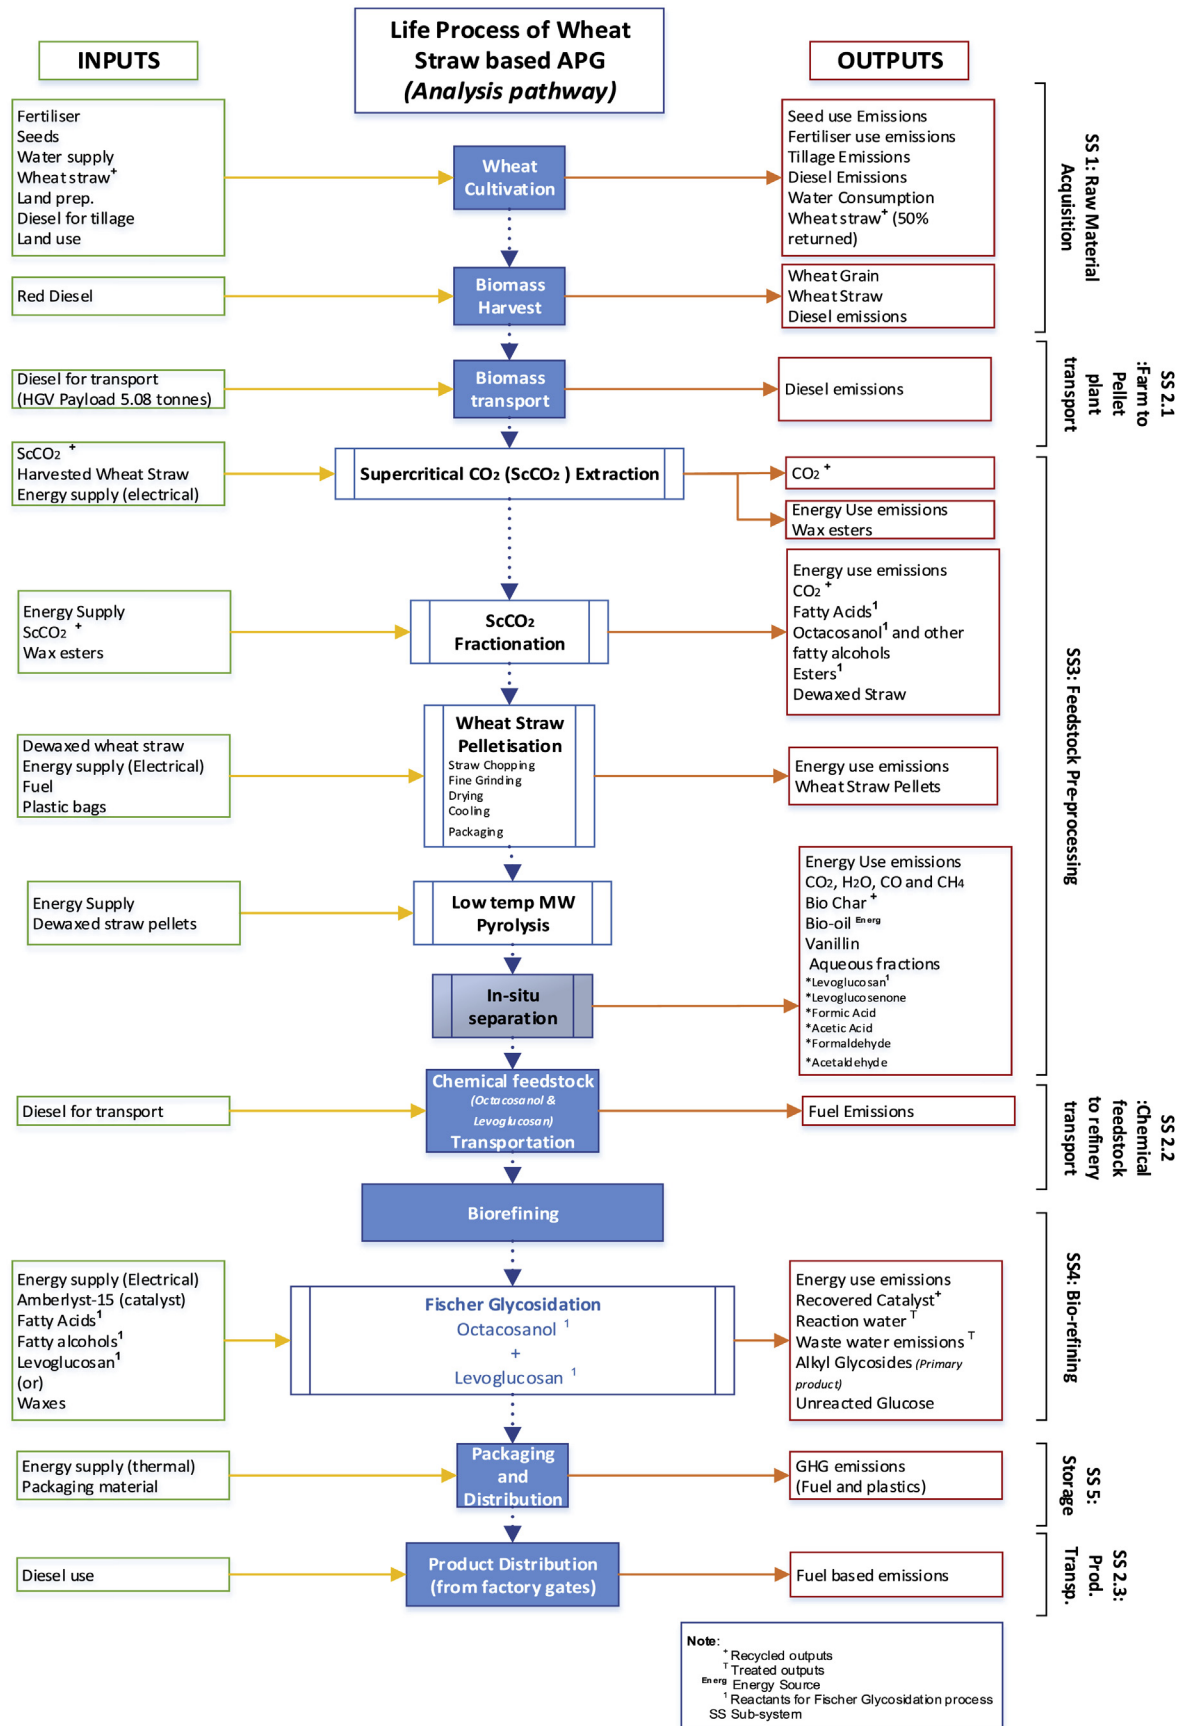 Life Process of Wheat
Straw based APG
(Analysis pathway)
INPUTS
OUTPUTS
Fertiliser
Seeds
Water supply
Wheat straw⁺
Land prep.
Diesel for tillage
Land use
Wheat
Cultivation
Seed use Emissions
Fertiliser use emissions
Tillage Emissions
Diesel Emissions
Water Consumption
Wheat straw⁺ (50%
returned)
SS 1: Raw Material
Acquisition
Red Diesel
Biomass
Harvest
Wheat Grain
Wheat Straw
Diesel emissions
Diesel for transport
(HGV Payload 5.08 tonnes)
Biomass
transport
Diesel emissions
SS 2.1
:Farm to
Pellet
plant
transport
ScCO₂ ⁺
Harvested Wheat Straw
Energy supply (electrical)
Supercritical CO₂ (ScCO₂ ) Extraction
CO₂ ⁺
Energy Use emissions
Wax esters
SS3: Feedstock Pre-processing
Energy Supply
ScCO₂ ⁺
Wax esters
ScCO₂
Fractionation
Energy use emissions
CO₂ ⁺
Fatty Acids¹
Octacosanol¹ and other
fatty alcohols
Esters¹
Dewaxed Straw
Dewaxed wheat straw
Energy supply (Electrical)
Fuel
Plastic bags
Wheat Straw
Pelletisation
Straw Chopping
Fine Grinding
Drying
Cooling
Packaging
Energy use emissions
Wheat Straw Pellets
Energy Supply
Dewaxed straw pellets
Low temp MW
Pyrolysis
In-situ
separation
Energy Use emissions
CO₂, H₂O, CO and CH₄
Bio Char ⁺
Bio-oil Energ
Vanillin
Aqueous fractions
*Levoglucosan¹
*Levoglucosenone
*Formic Acid
*Acetic Acid
*Formaldehyde
*Acetaldehyde
Diesel for transport
Chemical feedstock
(Octacosanol &
Levoglucosan)
Transportation
Fuel Emissions
SS 2.2
:Chemical
feedstock
to refinery
transport
Biorefining
Energy supply (Electrical)
Amberlyst-15 (catalyst)
Fatty Acids¹
Fatty alcohols¹
Levoglucosan¹
(or)
Waxes
Fischer Glycosidation
Octacosanol ¹
+
Levoglucosan ¹
Energy use emissions
Recovered Catalyst⁺
Reaction water ᵀ
Waste water emissions ᵀ
Alkyl Glycosides (Primary
product)
Unreacted Glucose
SS4: Bio-refining
Energy supply (thermal)
Packaging material
Packaging
and
Distribution
GHG emissions
(Fuel and plastics)
SS 5:
Storage
Diesel use
Product Distribution
(from factory gates)
Fuel based emissions
SS 2.3:
Prod.
Transp.
Note:
⁺ Recycled outputs
ᵀ Treated outputs
Energ Energy Source
¹ Reactants for Fischer Glycosidation process
SS Sub-system